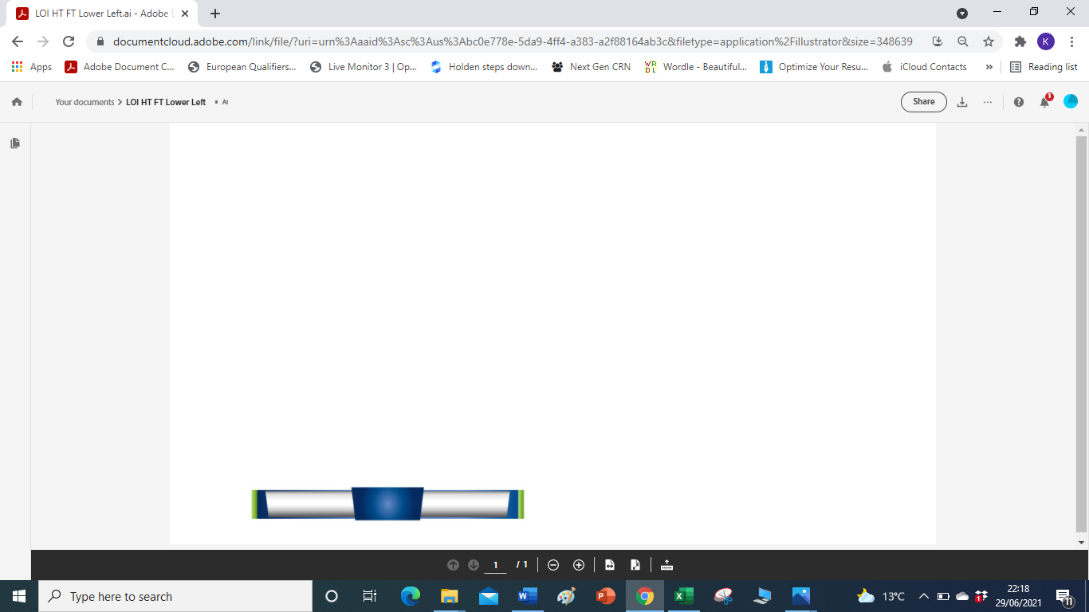 LOI HT FT Lower Left.ai - Adobe
documentcloud.adobe.com/link/file/?uri=urn%3Aaaid%3Asc%3Aus%3Abc0e778e-5da9-4ff4-a383-a2f88164ab3c&filetype=application%2Fillustrator&size=348639
K
Apps Adobe Document C... European Qualifiers... Live Monitor 3 | Op... Holden steps down... Next Gen CRN Wordle - Beautiful... Optimize Your Resu... iCloud Contacts » Reading list
Your documents > LOI HT FT Lower Left • AI Share ...
1 / 1
Type here to search
13°C
22:18
29/06/2021
11